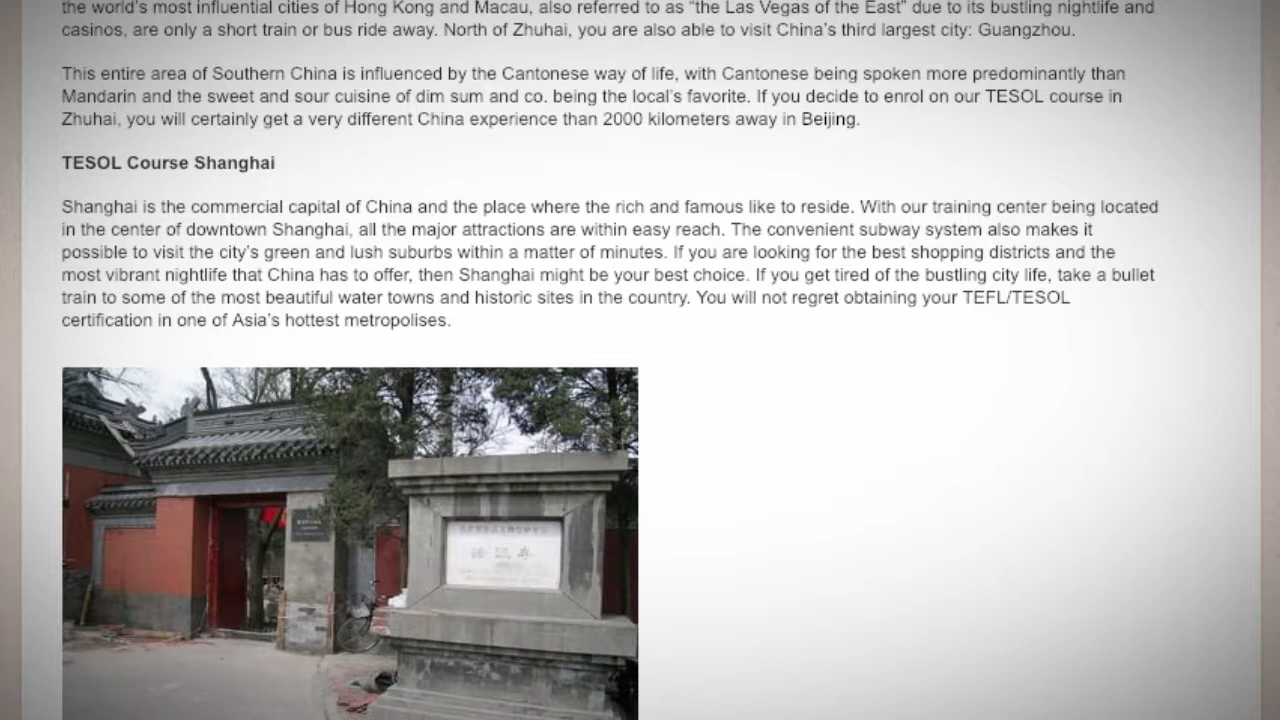 the world's most influential cities of Hong Kong and Macau, also referred to as "the Las Vegas of the East" due to its bustling nightlife and
casinos, are only a short train or bus ride away. North of Zhuhai, you are also able to visit China's third largest city: Guangzhou.
This entire area of Southern China is influenced by the Cantonese way of life, with Cantonese being spoken more predominantly than
Mandarin and the sweet and sour cuisine of dim sum and co. being the local's favorite. If you decide to enrol on our TESOL course in
Zhuhai, you will certainly get a very different China experience than 2000 kilometers away in Beijing.
TESOL Course Shanghai
Shanghai is the commercial capital of China and the place where the rich and famous like to reside. With our training center being located
in the center of downtown Shanghai, all the major attractions are within easy reach. The convenient subway system also makes it
possible to visit the city's green and lush suburbs within a matter of minutes. If you are looking for the best shopping districts and the
most vibrant nightlife that China has to offer, then Shanghai might be your best choice. If you get tired of the bustling city life, take a bullet
train to some of the most beautiful water towns and historic sites in the country. You will not regret obtaining your TEFL/TESOL
certification in one of Asia's hottest metropolises.
法源寺